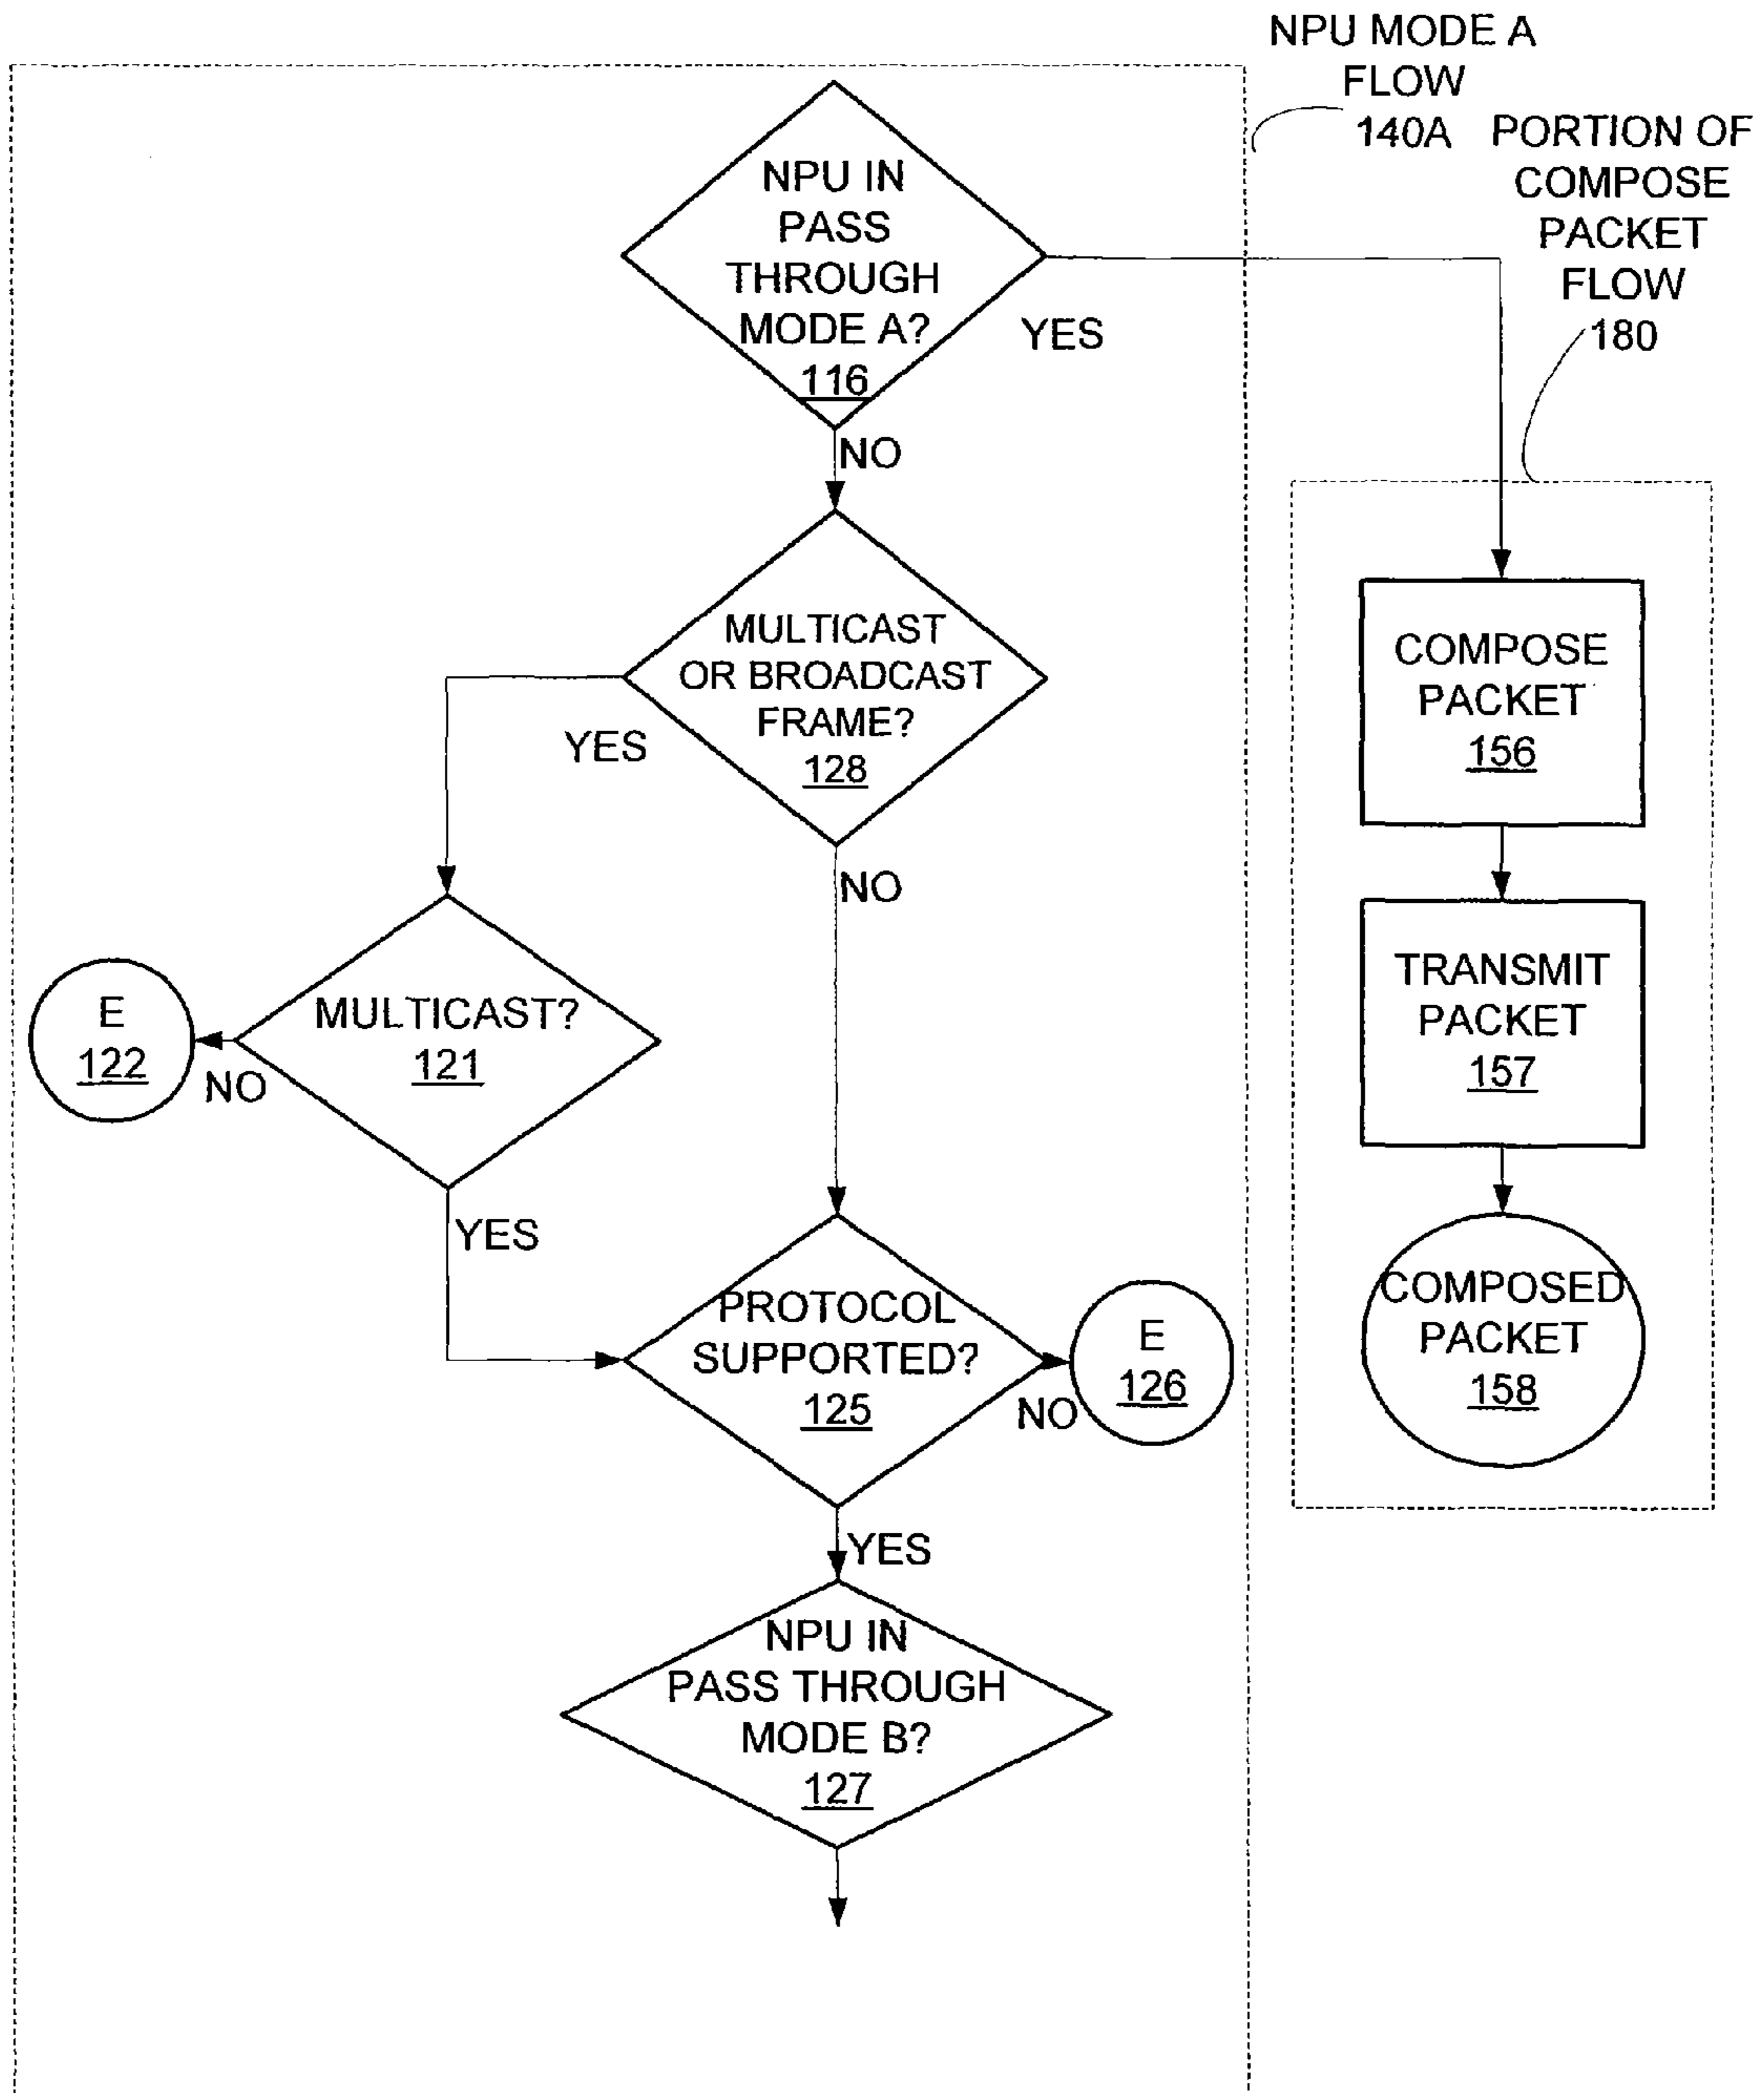 NPU MODE A
FLOW
140A
PORTION OF
COMPOSE
PACKET
FLOW
180
NPU IN
PASS
THROUGH
MODE A?
116
YES
NO
MULTICAST
OR BROADCAST
FRAME?
128
YES
NO
COMPOSE
PACKET
156
TRANSMIT
PACKET
157
COMPOSED
PACKET
158
MULTICAST?
121
E
122
NO
YES
PROTOCOL
SUPPORTED?
125
E
126
NO
YES
NPU IN
PASS THROUGH
MODE B?
127